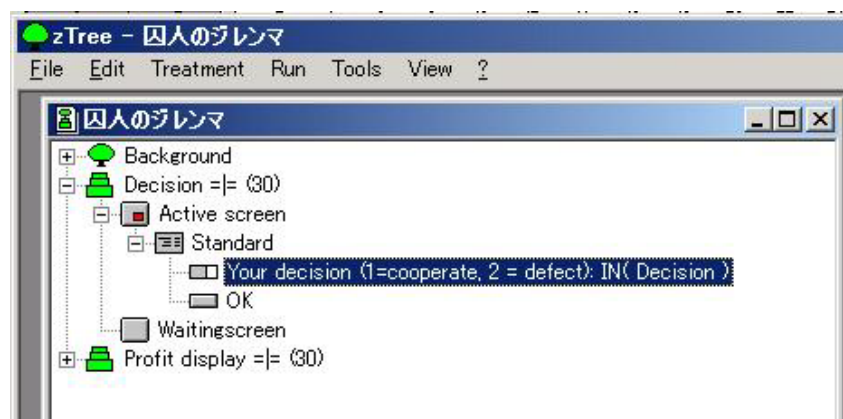 zTree - 囚人のジレンマ
File Edit Treatment Run Tools View ?
囚人のジレンマ
Background
Decision =|= (30)
Active screen
Standard
Your decision (1=cooperate, 2 = defect): IN( Decision )
OK
Waitingscreen
Profit display =|= (30)